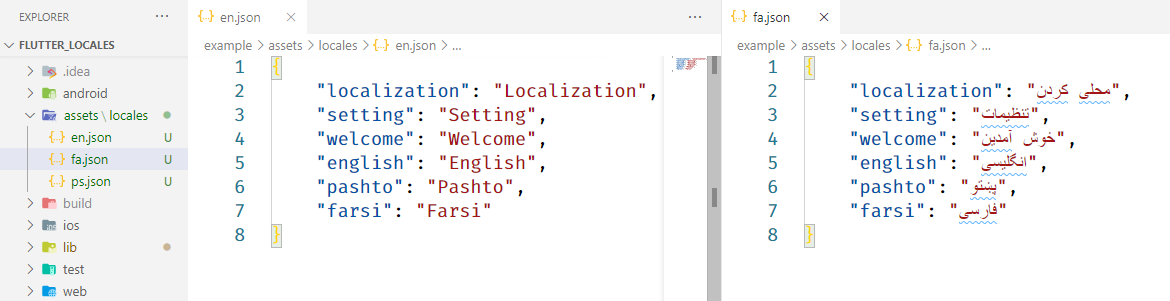 EXPLORER ...
FLUTTER_LOCALES
.idea
android
assets \ locales
{..} en.json U
{..} fa.json U
{..} ps.json U
build
ios
lib
test
web
{..} en.json × ...
example > assets > locales > {..} en.json > ...
1 {
2 "localization": "Localization",
3 "setting": "Setting",
4 "welcome": "Welcome",
5 "english": "English",
6 "pashto": "Pashto",
7 "farsi": "Farsi"
8 }
{..} fa.json ×
example > assets > locales > {..} fa.json > ...
1 {
2 "localization": "محلی کردن",
3 "setting": "تنظیمات",
4 "welcome": "خوش آمدین",
5 "english": "انگلیسی",
6 "pashto": "پښتو",
7 "farsi": "فارسی"
8 }